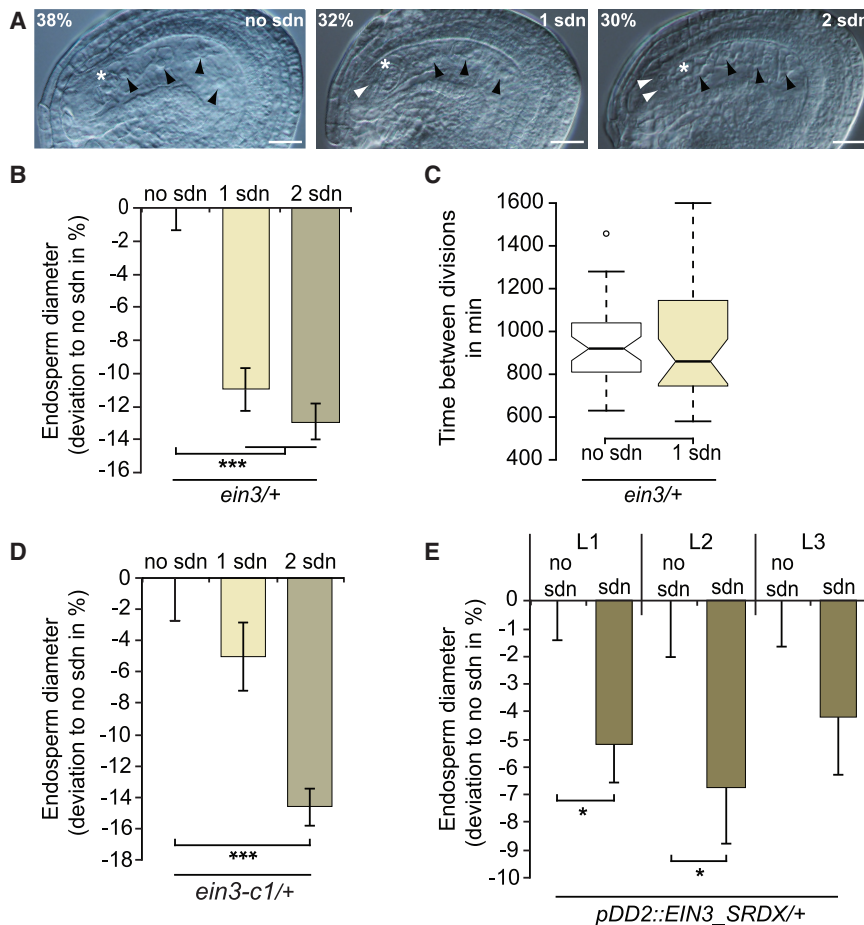 A
38% no sdn
*
32% 1 sdn
*
30% 2 sdn
*
B
no sdn 1 sdn 2 sdn
0
-2
-4
-6
-8
-10
-12
-14
-16
Endosperm diameter
(deviation to no sdn in %)
***
ein3/+
C
1600
1400
1200
1000
800
600
400
Time between divisions
in min
no sdn 1 sdn
ein3/+
D
no sdn 1 sdn 2 sdn
0
-2
-4
-6
-8
-10
-12
-14
-16
-18
Endosperm diameter
(deviation to no sdn in %)
***
ein3-c1/+
E
L1 L2 L3
no
sdn sdn
no
sdn sdn
no
sdn sdn
0
-1
-2
-3
-4
-5
-6
-7
-8
-9
-10
Endosperm diameter
(deviation to no sdn in %)
*
*
pDD2::EIN3_SRDX/+